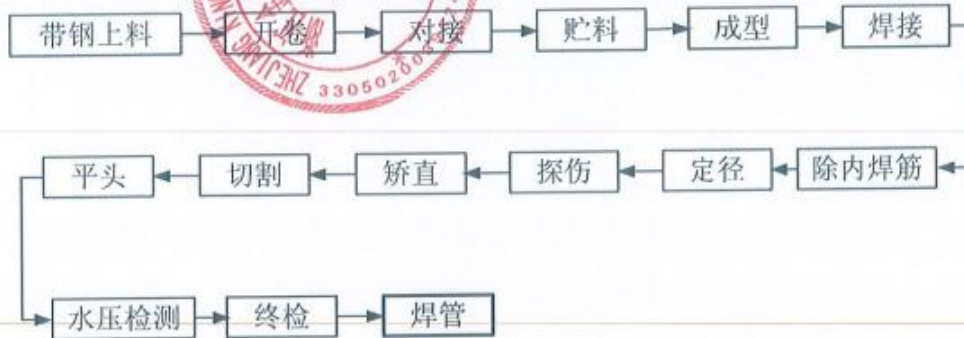 带钢上料 开卷 对接 贮料 成型 焊接
平头 切割 矫直 探伤 定径 除内焊筋
水压检测 终检 焊管
ZHEJIANG